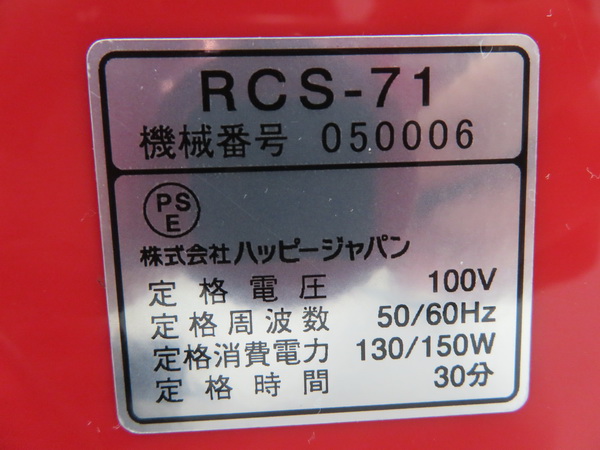 RCS-71
機械番号 050006
PS
E
株式会社ハッピージャパン
定格電圧 100V
定格周波数 50/60Hz
定格消費電力 130/150W
定格時間 30分